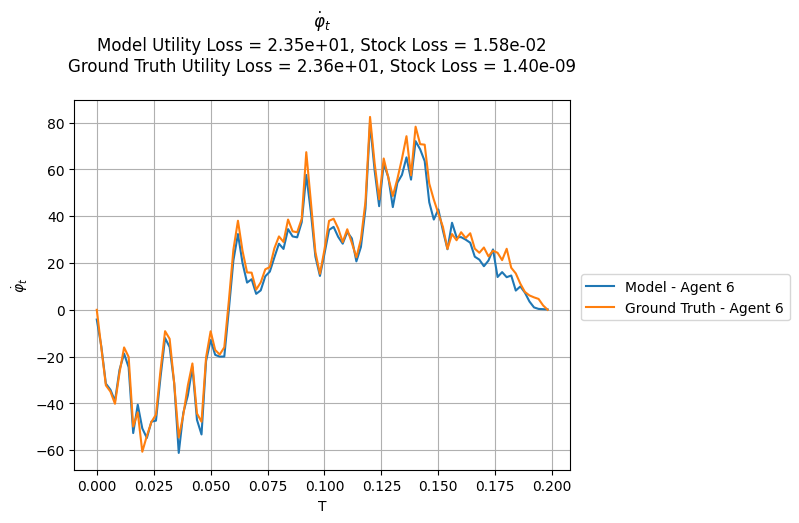 φ̇ₜ
Model Utility Loss = 2.35e+01, Stock Loss = 1.58e-02
Ground Truth Utility Loss = 2.36e+01, Stock Loss = 1.40e-09
φ̇ₜ
80
60
40
20
0
−20
−40
−60
0.000 0.025 0.050 0.075 0.100 0.125 0.150 0.175 0.200
T
Model - Agent 6
Ground Truth - Agent 6